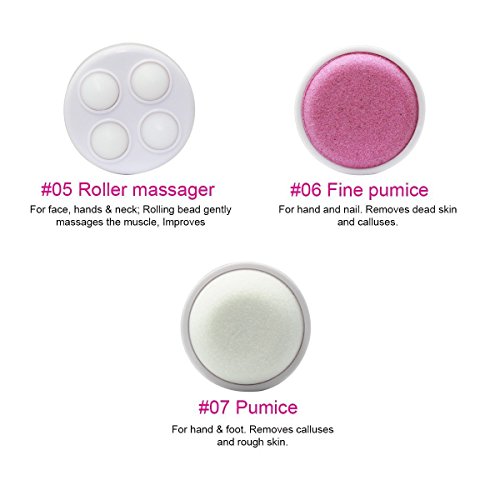 #05 Roller massager
For face, hands & neck; Rolling bead gently
massages the muscle, Improves
#06 Fine pumice
For hand and nail. Removes dead skin
and calluses.
#07 Pumice
For hand & foot. Removes calluses
and rough skin.